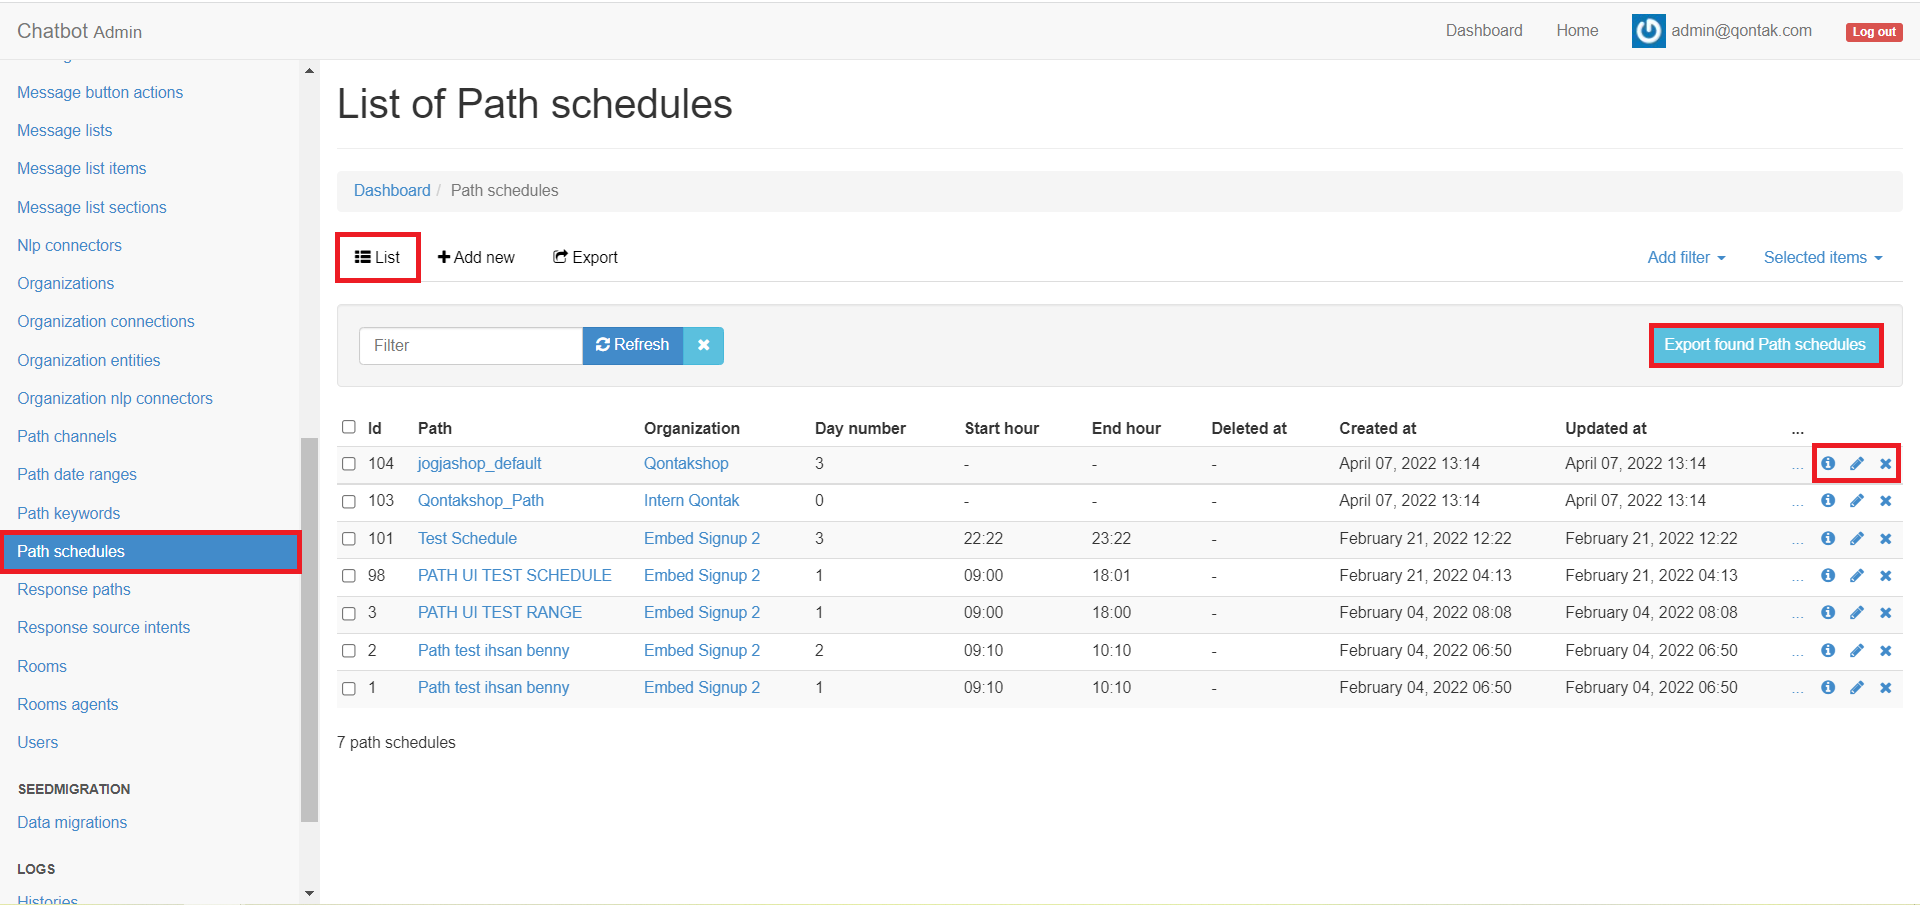 Chatbot Admin
Dashboard
Home
admin@qontak.com
Log out
Message button actions
Message lists
Message list items
Message list sections
Nlp connectors
Organizations
Organization connections
Organization entities
Organization nlp connectors
Path channels
Path date ranges
Path keywords
Path schedules
Response paths
Response source intents
Rooms
Rooms agents
Users
SEEDMIGRATION
Data migrations
LOGS
Histories
List of Path schedules
Dashboard / Path schedules
List
Add new
Export
Add filter
Selected items
Filter
Refresh
Export found Path schedules
Id Path Organization Day number Start hour End hour Deleted at Created at Updated at ...
104 jogjashop_default Qontakshop 3 - - - April 07, 2022 13:14 April 07, 2022 13:14 ...
103 Qontakshop_Path Intern Qontak 0 - - - April 07, 2022 13:14 April 07, 2022 13:14 ...
101 Test Schedule Embed Signup 2 3 22:22 23:22 - February 21, 2022 12:22 February 21, 2022 12:22 ...
98 PATH UI TEST SCHEDULE Embed Signup 2 1 09:00 18:01 - February 21, 2022 04:13 February 21, 2022 04:13 ...
3 PATH UI TEST RANGE Embed Signup 2 1 09:00 18:00 - February 04, 2022 08:08 February 04, 2022 08:08 ...
2 Path test ihsan benny Embed Signup 2 2 09:10 10:10 - February 04, 2022 06:50 February 04, 2022 06:50 ...
1 Path test ihsan benny Embed Signup 2 1 09:10 10:10 - February 04, 2022 06:50 February 04, 2022 06:50 ...
7 path schedules